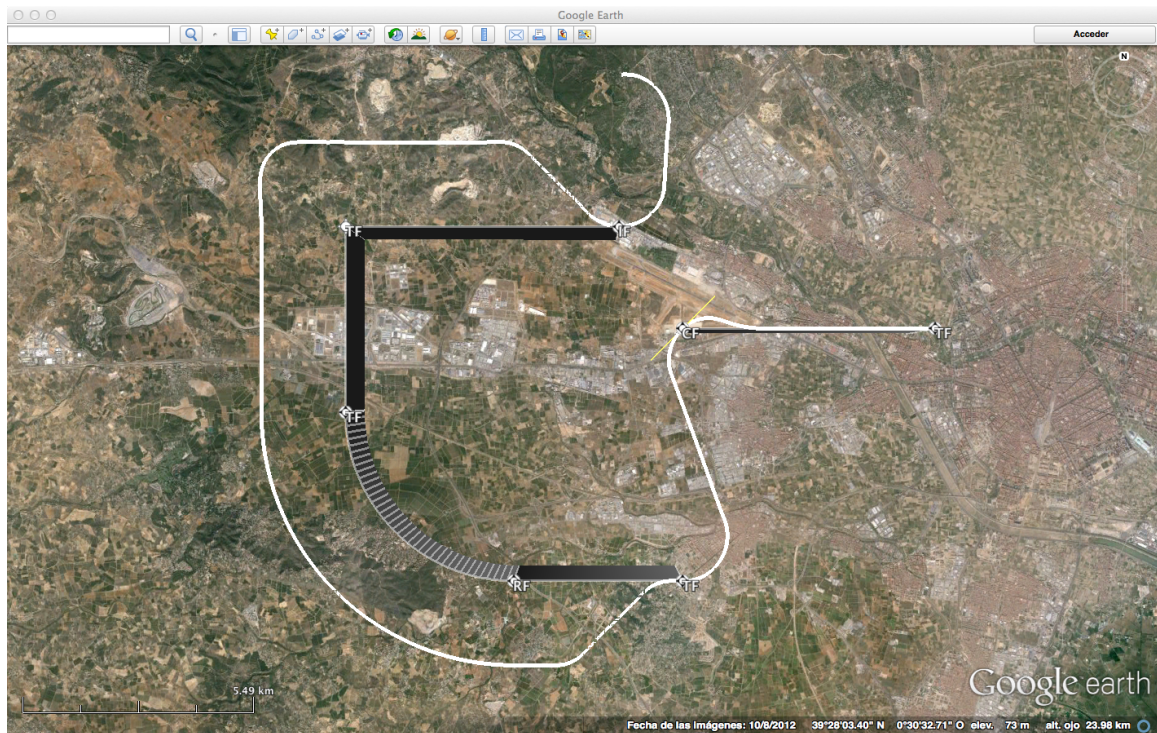 Google Earth
Acceder
N
TF
IF
CF
TF
TF
RF
TF
5.49 km
Google earth
Fecha de las imágenes: 10/8/2012 39°28'03.40" N 0°30'32.71" O elev. 73 m alt. ojo 23.98 km